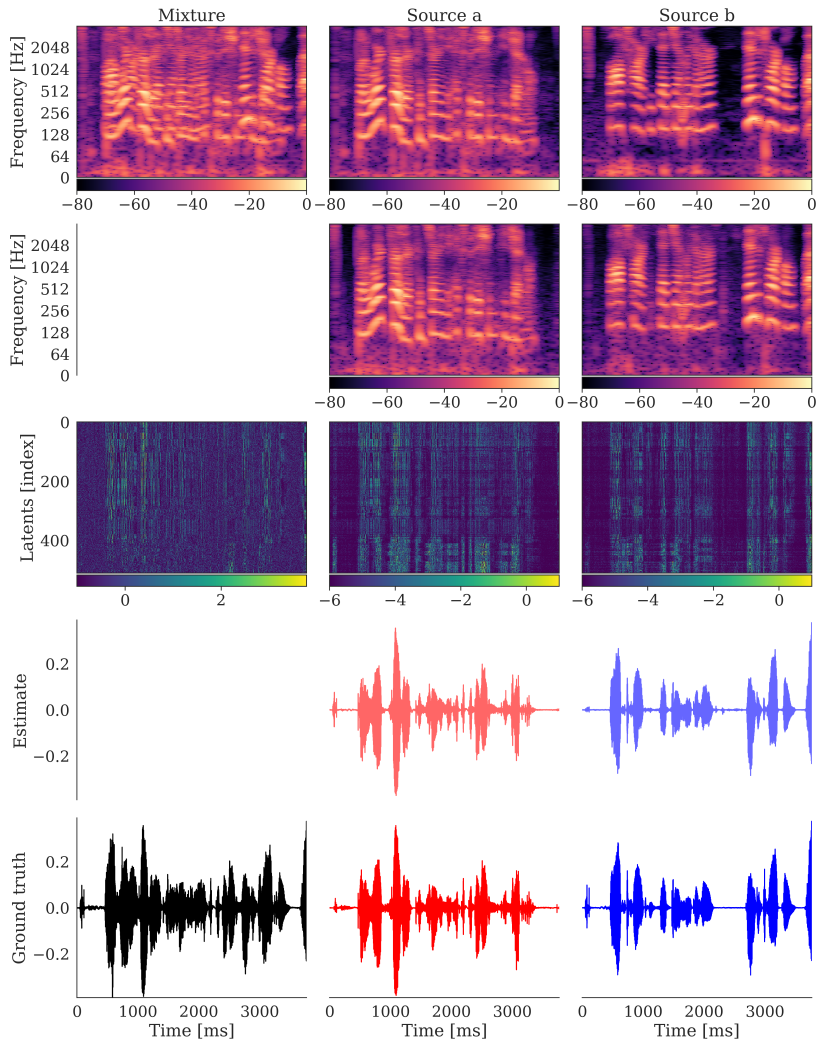 Mixture Source a Source b
Frequency [Hz] 2048 1024 512 256 128 64 0
−80 −60 −40 −20 0 −80 −60 −40 −20 0 −80 −60 −40 −20 0
Frequency [Hz] 2048 1024 512 256 128 64 0
−80 −60 −40 −20 0 −80 −60 −40 −20 0
Latents [index] 0 200 400
0 2 −6 −4 −2 0 −6 −4 −2 0
Estimate 0.2 0.0 −0.2
Ground truth 0.2 0.0 −0.2
0 1000 2000 3000 0 1000 2000 3000 0 1000 2000 3000
Time [ms] Time [ms] Time [ms]